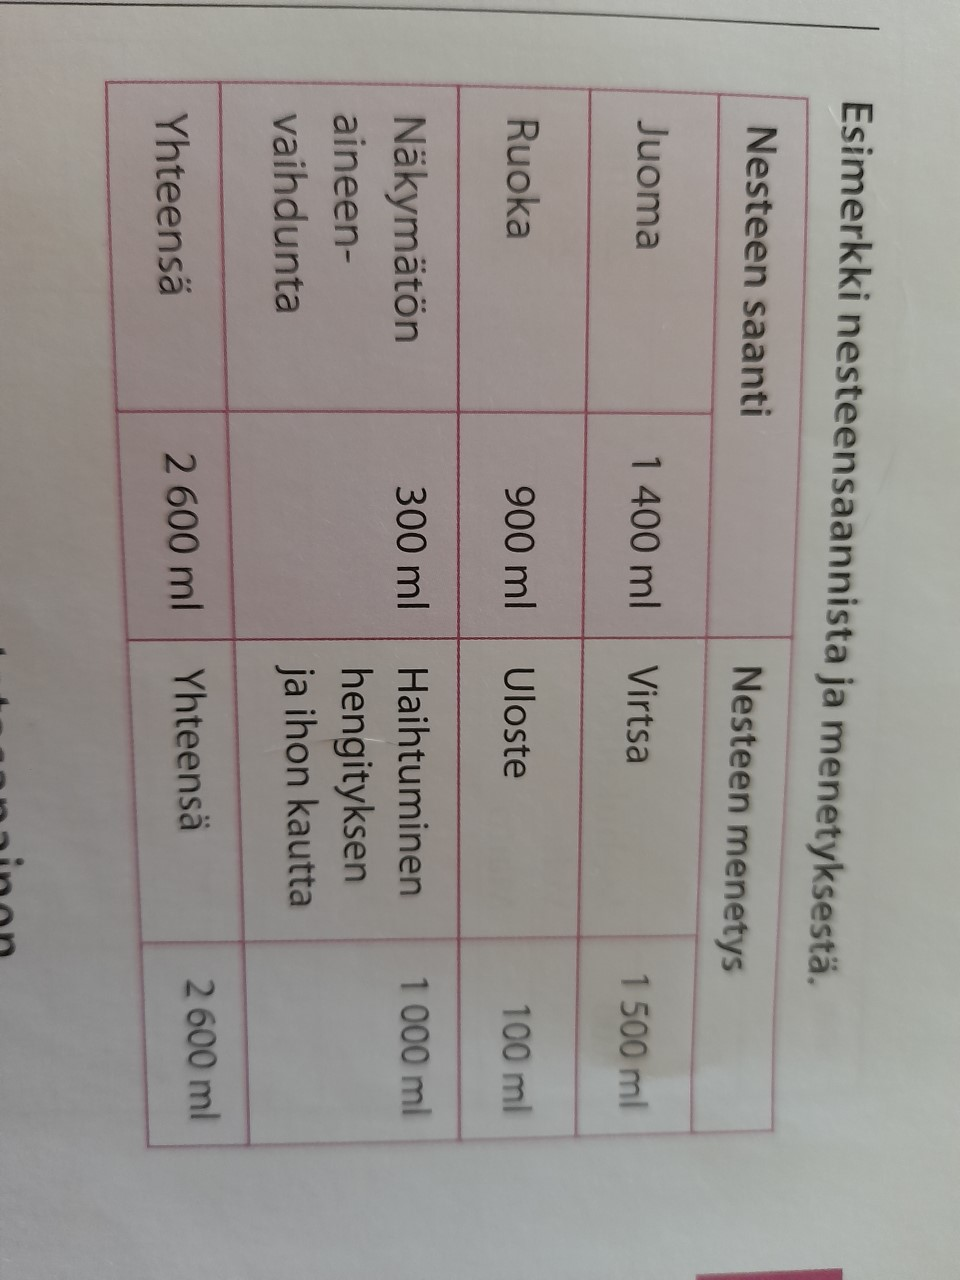 Esimerkki nesteensaannista ja menetyksestä.
Nesteen saanti Nesteen menetys
Juoma 1 400 ml Virtsa 1 500 ml
Ruoka 900 ml Uloste 100 ml
Näkymätön 300 ml Haihtuminen 1 000 ml
aineen- hengityksen
vaihdunta ja ihon kautta
Yhteensä 2 600 ml Yhteensä 2 600 ml